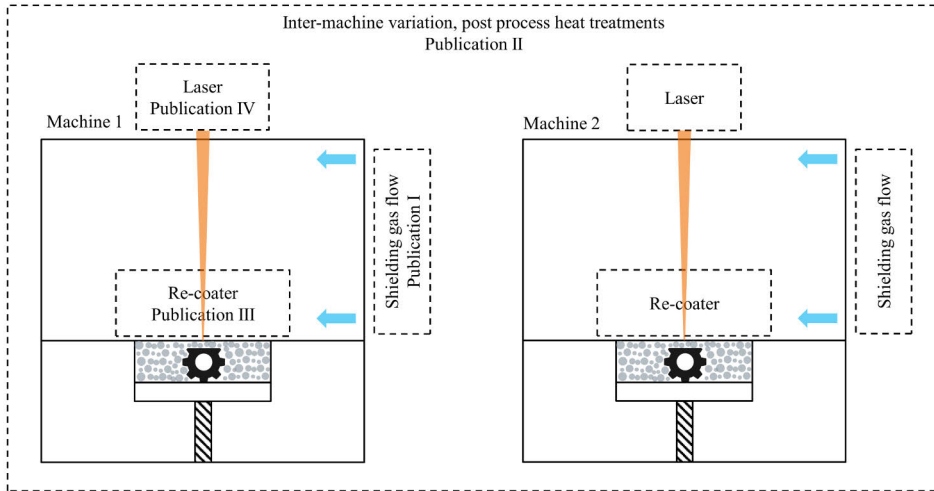 Inter-machine variation, post process heat treatments
Publication II
Laser
Publication IV
Machine 1
Shielding gas flow
Publication I
Re-coater
Publication III
Laser
Machine 2
Shielding gas flow
Re-coater